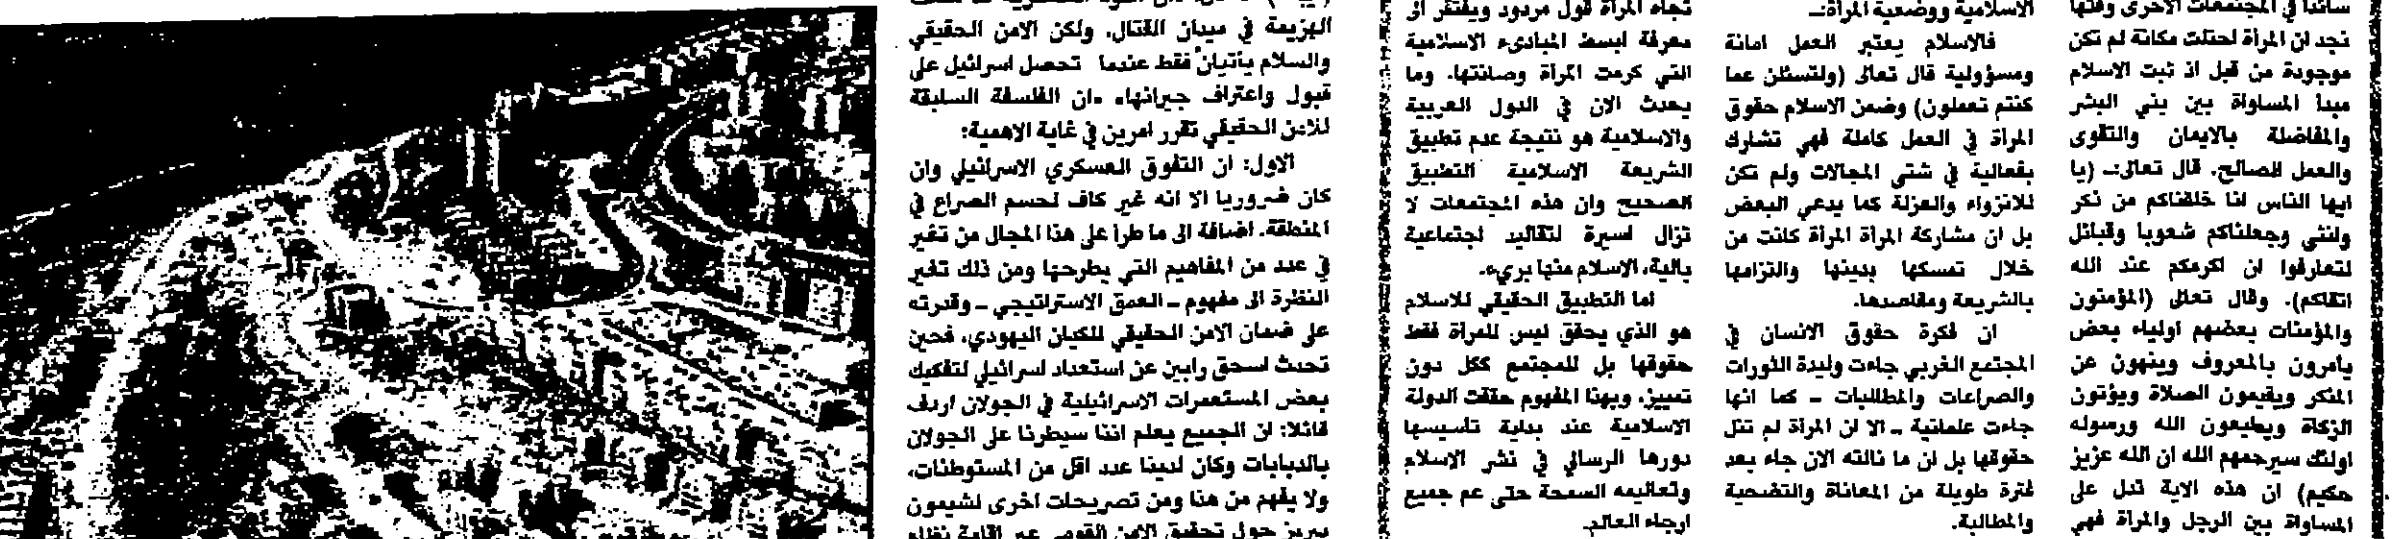 سائدا في المجتمعات الاخرى وقتها
نجد ان المرأة احتلت مكانة لم تكن
موجودة من قبل اذ ثبت الاسلام
مبدأ المساواة بين بني البشر
والمفاضلة بالايمان والتقوى
والعمل الصالح. قال تعالى ــ (يا
ايها الناس انا خلقناكم من ذكر
وانثى وجعلناكم شعوبا وقبائل
لتعارفوا ان اكرمكم عند الله
اتقاكم). وقال تعالى (المؤمنون
والمؤمنات بعضهم اولياء بعض
يأمرون بالمعروف وينهون عن
المنكر ويقيمون الصلاة ويؤتون
الزكاة ويطيعون الله ورسوله
اولئك سيرحمهم الله ان الله عزيز
حكيم) ان هذه الاية تدل على
المساواة بين الرجل والمرأة فهي
الاسلامية ووضعية المرأة:ــ
فالاسلام يعتبر العمل امانة
ومسؤولية قال تعالى (ولتسئلن عما
كنتم تعملون) وضمن الاسلام حقوق
المرأة في العمل كاملة فهي تشارك
بفعالية في شتى المجالات ولم تكن
للانزواء والعزلة كما يدعي البعض
بل ان مشاركة المرأة المرأة كانت من
خلال تمسكها بدينها والتزامها
بالشريعة ومقاصدها.
ان فكرة حقوق الانسان في
المجتمع الغربي جاءت وليدة الثورات
والصراعات والمطالبات ــ كما انها
جاءت علمانية ــ الا ان المرأة لم تنل
حقوقها بل ان ما نالته الان جاء بعد
فترة طويلة من المعاناة والتضحية
والمطالبة.
تجاه المرأة قول مردود ويفتقر الى
معرفة ابسط المبادىء الاسلامية
التي كرمت المرأة وصانتها. وما
يحدث الان في الدول العربية
والاسلامية هو نتيجة عدم تطبيق
الشريعة الاسلامية التطبيق
الصحيح وان هذه المجتمعات لا
تزال اسيرة لتقاليد اجتماعية
بالية، الاسلام منها بريء.
اما التطبيق الحقيقي للاسلام
هو الذي يحقق ليس للمرأة فقط
حقوقها بل للمجتمع ككل دون
تمييز. وبهذا المفهوم حققت الدولة
الاسلامية عند بداية تأسيسها
دورها الرسالي في نشر الاسلام
وتعاليمه السمحة حتى عم جميع
ارجاء العالم.
الهزيمة في ميدان القتال. ولكن الامن الحقيقي
والسلام يأتيان فقط عندما تحصل اسرائيل على
قبول واعتراف جيرانها». «ان الفلسفة السابقة
للامن الحقيقي تقرر امرين في غاية الاهمية:
الاول: ان التفوق العسكري الاسرائيلي وان
كان ضروريا الا انه غير كاف لحسم الصراع في
المنطقة. اضافة الى ما طرأ على هذا المجال من تغير
في عدد من المفاهيم التي يطرحها ومن ذلك تغير
النظرة الى مفهوم ــ العمق الاستراتيجي ــ وقدرته
على ضمان الامن الحقيقي للكيان اليهودي. فحين
تحدث اسحق رابين عن استعداد اسرائيل لتفكيك
بعض المستعمرات الاسرائيلية في الجولان اردف
قائلا: ان الجميع يعلم اننا سيطرنا على الجولان
بالدبابات وكان لدينا عدد اقل من المستوطنات.
ولا يفهم من هذا ومن تصريحات اخرى لشيمون
بيريز حول تحقيق الامن القومي عبر اقامة نظام